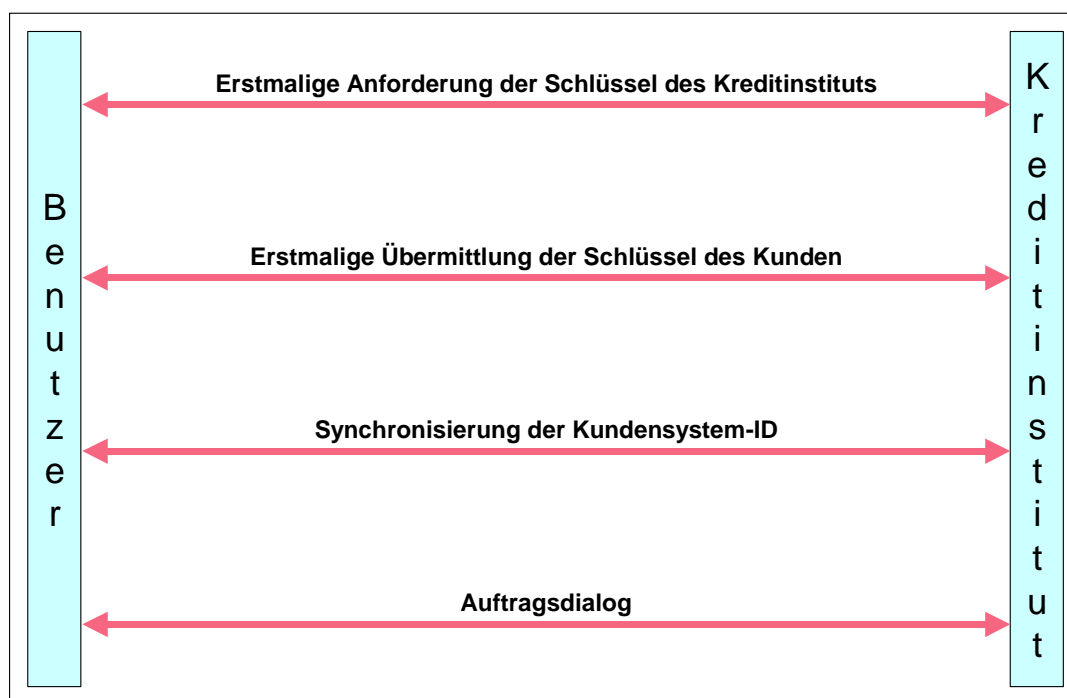 Benutzer
Erstmalige Anforderung der Schlüssel des Kreditinstituts
Erstmalige Übermittlung der Schlüssel des Kunden
Synchronisierung der Kundensystem-ID
Auftragsdialog
Kreditinstitut